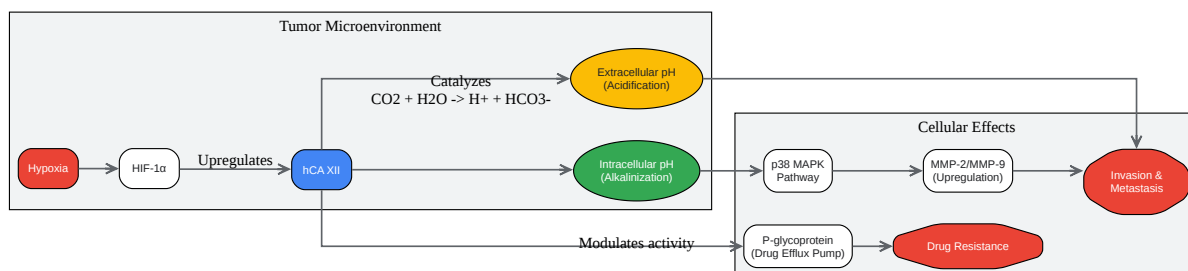 Tumor Microenvironment
Extracellular pH
(Acidification)
Catalyzes
CO2 + H2O -> H+ + HCO3-
Cellular Effects
Hypoxia
HIF-1α
Upregulates
hCA XII
Intracellular pH
(Alkalinization)
p38 MAPK
Pathway
MMP-2/MMP-9
(Upregulation)
Invasion &
Metastasis
Modulates activity
P-glycoprotein
(Drug Efflux Pump)
Drug Resistance